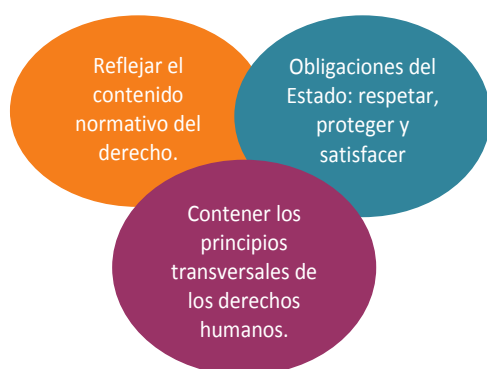 Reflejar el
contenido
normativo del
derecho.
Obligaciones del
Estado: respetar,
proteger y
satisfacer
Contener los
principios
transversales de
los derechos
humanos.